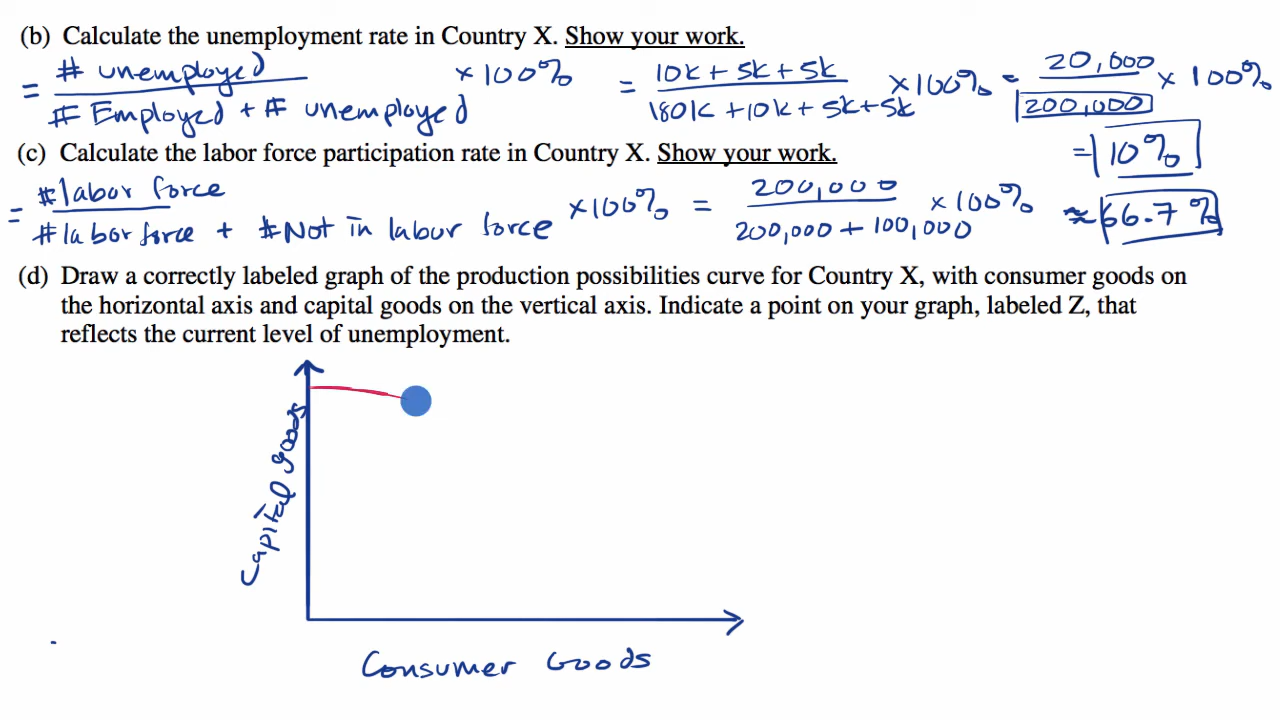 (b) Calculate the unemployment rate in Country X. Show your work.
= # unemployed / # Employed + # unemployed × 100% = 10k + 5k + 5k / 180k + 10k + 5k + 5k × 100% = 20,000 / 200,000 × 100%
= 10%
(c) Calculate the labor force participation rate in Country X. Show your work.
= # labor force / # labor force + # Not in labor force × 100% = 200,000 / 200,000 + 100,000 × 100% ≈ 66.7%
(d) Draw a correctly labeled graph of the production possibilities curve for Country X, with consumer goods on
the horizontal axis and capital goods on the vertical axis. Indicate a point on your graph, labeled Z, that
reflects the current level of unemployment.
Capital goods
Consumer Goods